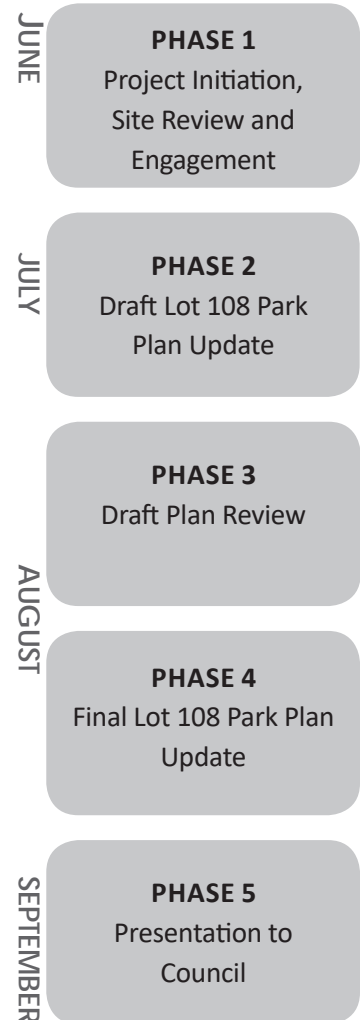 JUNE
PHASE 1
Project Initiation,
Site Review and
Engagement
JULY
PHASE 2
Draft Lot 108 Park
Plan Update
AUGUST
PHASE 3
Draft Plan Review
PHASE 4
Final Lot 108 Park Plan
Update
SEPTEMBER
PHASE 5
Presentation to
Council